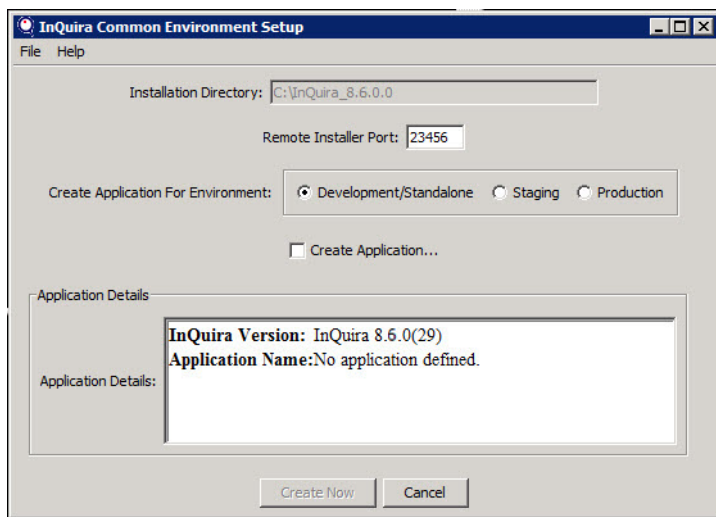 InQuira Common Environment Setup
File Help
Installation Directory: C:\InQuira_8.6.0.0
Remote Installer Port: 23456
Create Application For Environment: Development/Standalone Staging Production
Create Application...
Application Details
InQuira Version: InQuira 8.6.0(29)
Application Name:No application defined.
Application Details:
Create Now Cancel